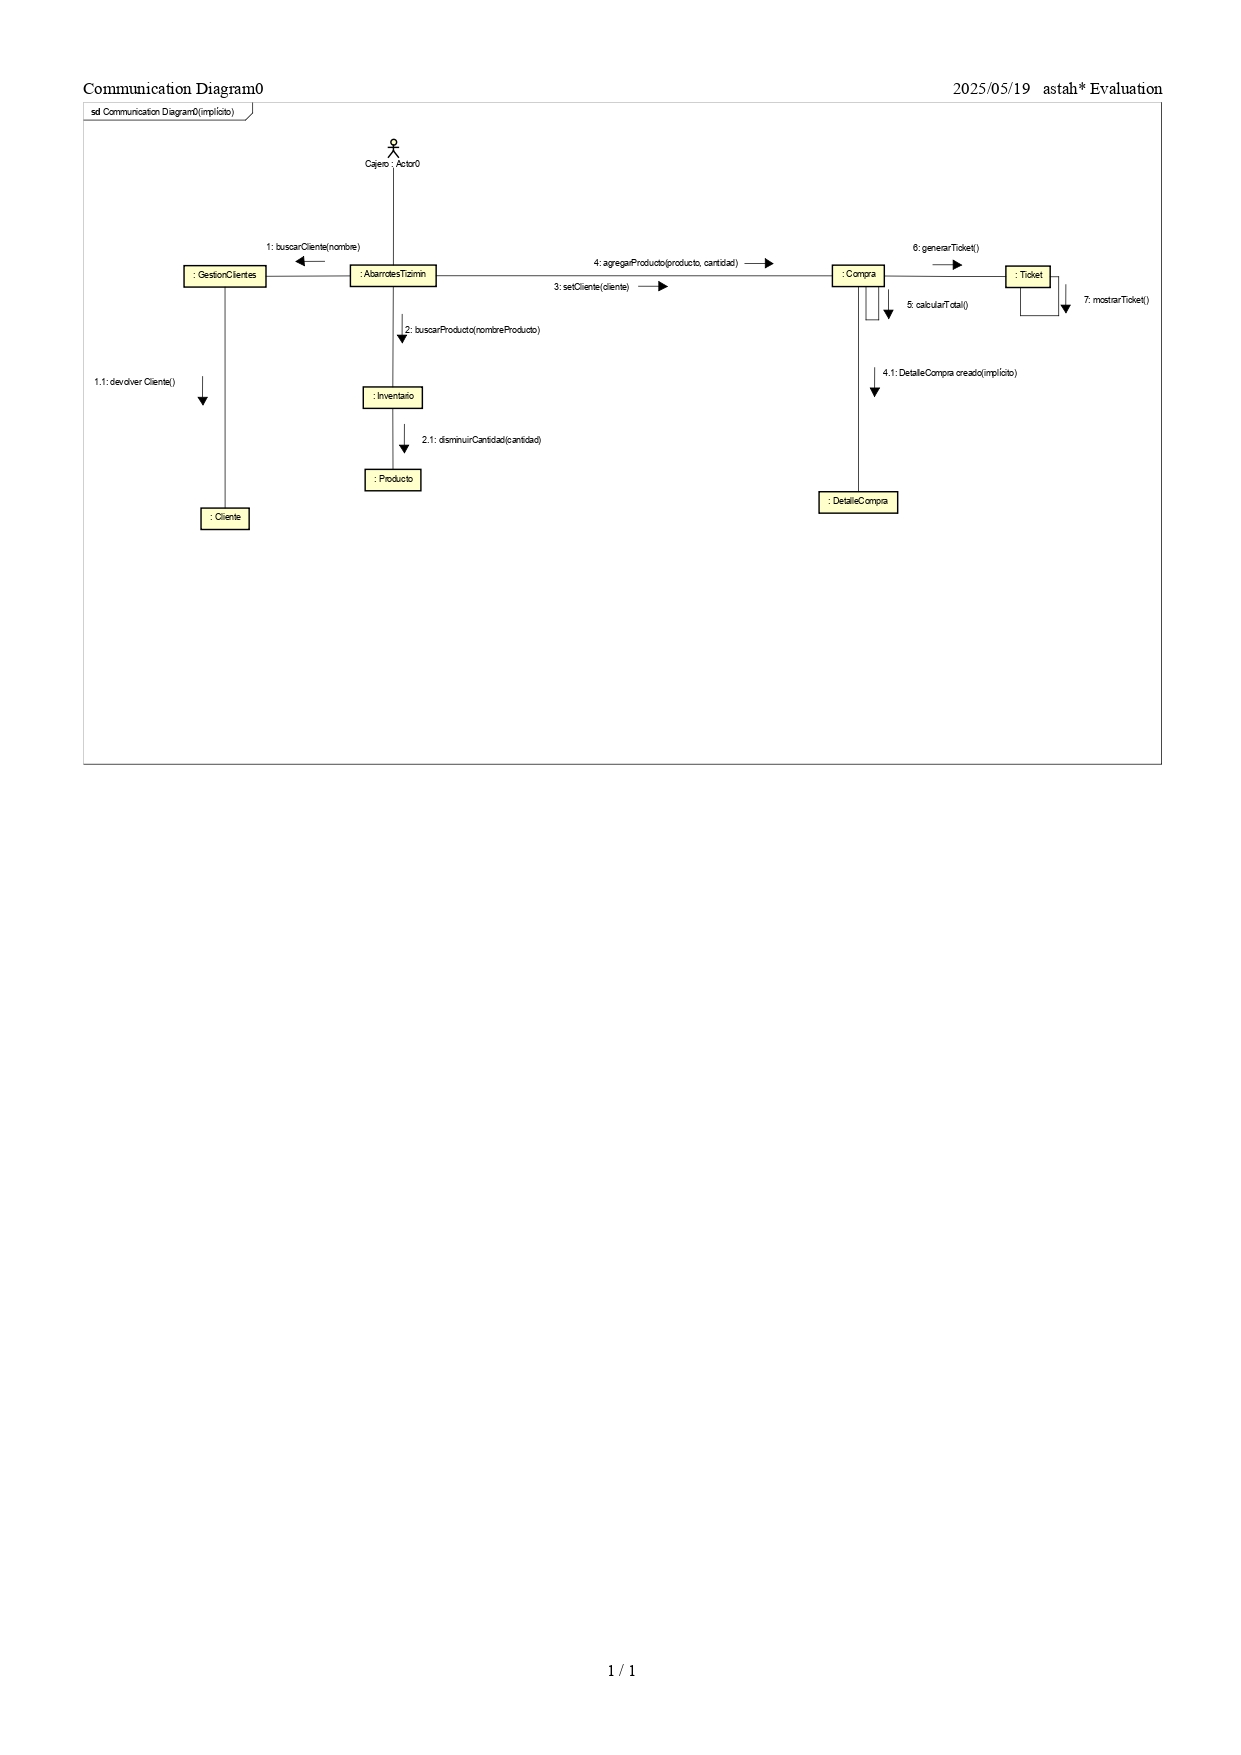 Communication Diagram0
2025/05/19 astah* Evaluation
sd Communication Diagram0(implícito)
Cajero : Actor0
1: buscarCliente(nombre)
6: generarTicket()
4: agregarProducto(producto, cantidad)
: GestionClientes
: AbarrotesTizimin
: Compra
: Ticket
3: setCliente(cliente)
7: mostrarTicket()
5: calcularTotal()
2: buscarProducto(nombreProducto)
4.1: DetalleCompra creado(implícito)
1.1: devolver Cliente()
: Inventario
2.1: disminuirCantidad(cantidad)
: Producto
: DetalleCompra
: Cliente
1 / 1